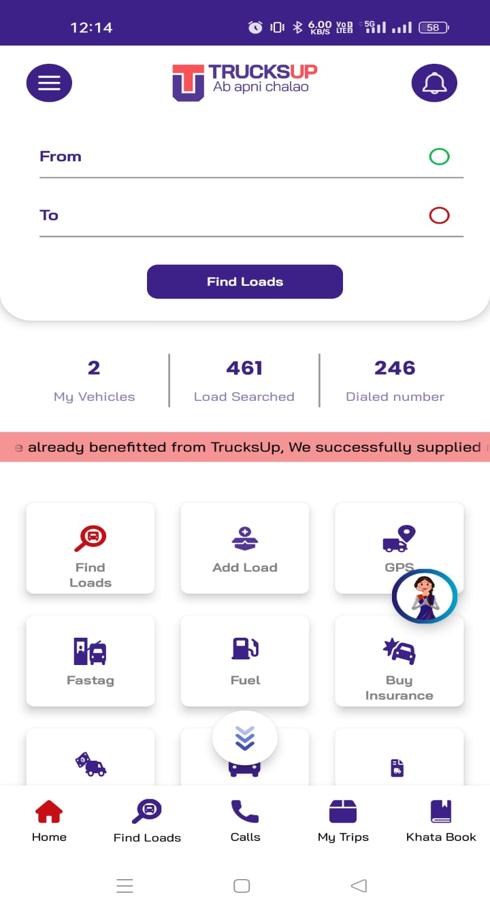 12:14
6.00 KB/S Vo LTE 5G 58
TRUCKSUP
Ab apni chalao
From
To
Find Loads
2 461 246
My Vehicles Load Searched Dialed number
already benefitted from TrucksUp, We successfully supplied
Find Loads
Add Load
GPS
Fastag
Fuel
Buy Insurance
Home Find Loads Calls My Trips Khata Book